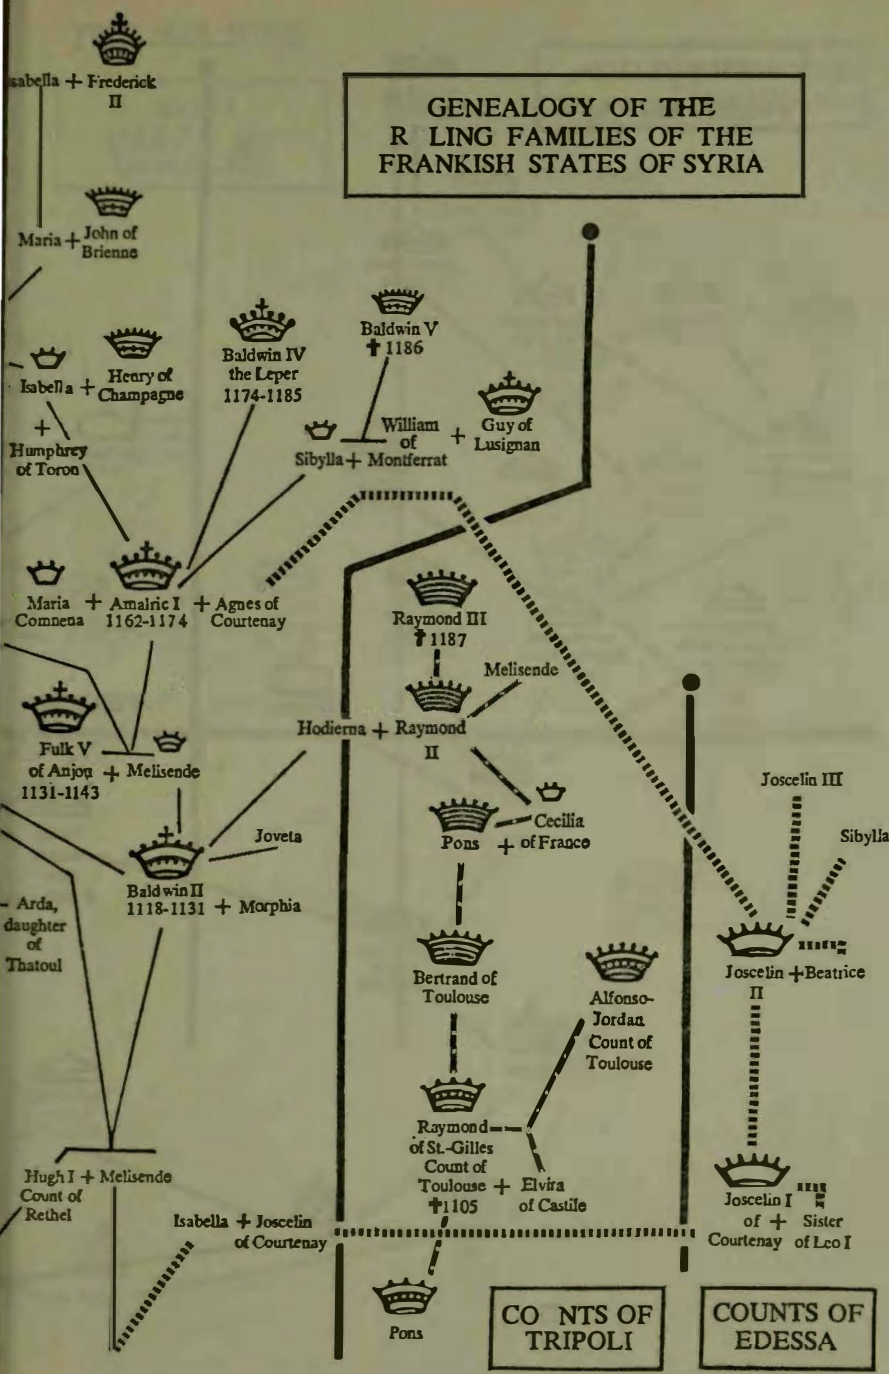 GENEALOGY OF THE
R LING FAMILIES OF THE
FRANKISH STATES OF SYRIA
sabella + Frederick
II
Maria + John of
Brienne
Isabella + Henry of
Champagne
+
Humphrey
of Toron
Baldwin IV
the Leper
1174-1185
Baldwin V
✝ 1186
Sibylla + William
of
Montferrat
+ Guy of
Lusignan
Maria
Comnena
+ Amalric I
1162-1174
+ Agnes of
Courtenay
Raymond III
✝ 1187
Melisende
Hodierna + Raymond
II
Fulk V
of Anjou + Melisende
1131-1143
Pons + Cecilia
of France
Joscelin III
Sibylla
Joveta
Baldwin II
1118-1131 + Morphia
Arda,
daughter
of
Thatoul
Bertrand of
Toulouse
Alfonso-
Jordan
Count of
Toulouse
Joscelin + Beatrice
II
Raymond
of St.-Gilles
Count of
Toulouse + Elvira
✝1105 of Castile
Hugh I + Melisende
Count of
Rethel
Isabella + Joscelin
of Courtenay
Joscelin I
of + Sister
Courtenay of Leo I
Pons
CO NTS OF
TRIPOLI
COUNTS OF
EDESSA